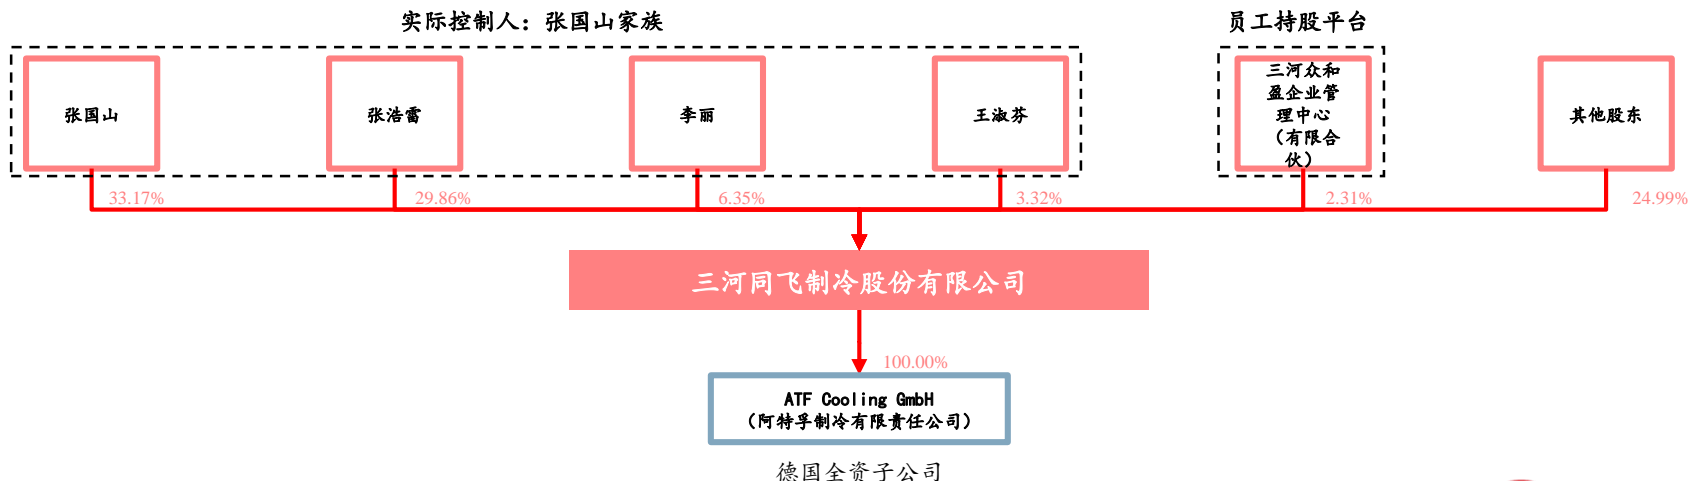 实际控制人：张国山家族
员工持股平台
张国山
张浩雷
李丽
王淑芬
三河众和
盈企业管
理中心
（有限合
伙）
其他股东
33.17%
29.86%
6.35%
3.32%
2.31%
24.99%
三河同飞制冷股份有限公司
100.00%
ATF Cooling GmbH
（阿特孚制冷有限责任公司）
德国全资子公司